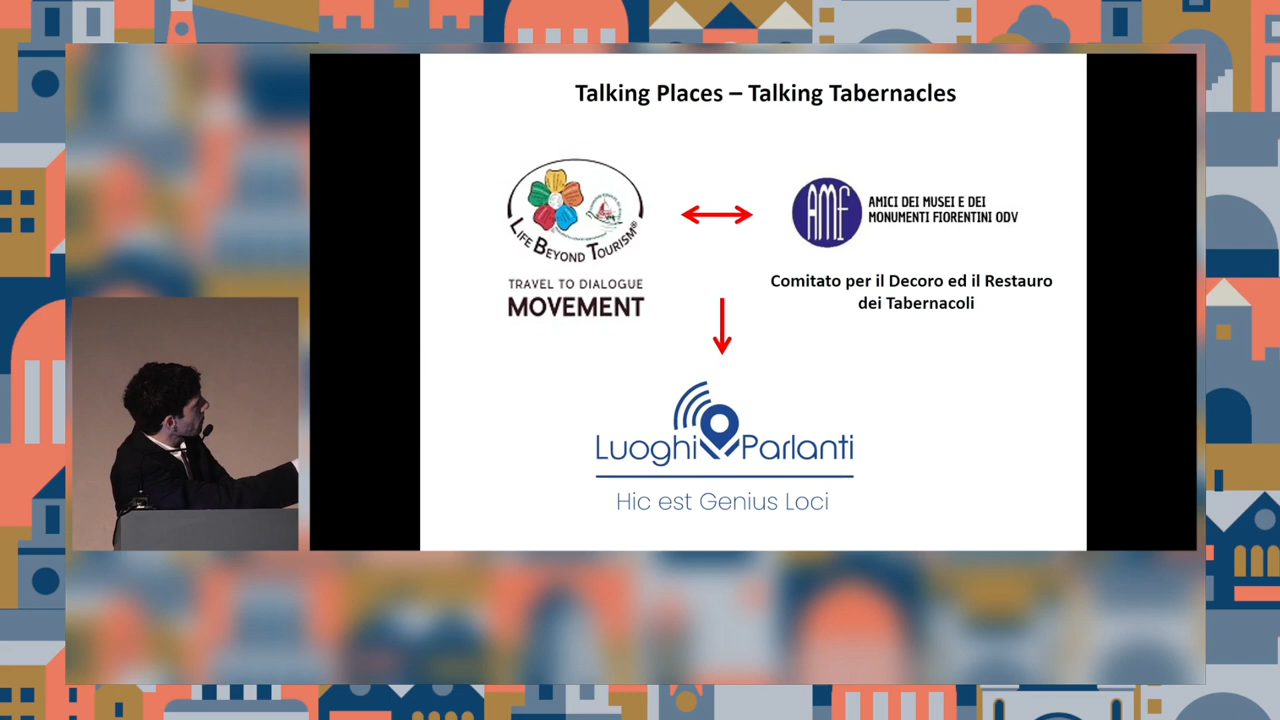 Talking Places – Talking Tabernacles
LIFE BEYOND TOURISM®
TRAVEL TO DIALOGUE
MOVEMENT
AMF
AMICI DEI MUSEI E DEI
MONUMENTI FIORENTINI ODV
Comitato per il Decoro ed il Restauro
dei Tabernacoli
Luoghi Parlanti
Hic est Genius Loci